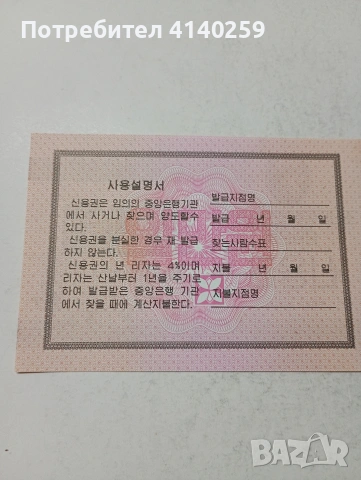 Потребител 4140259
사용설명서
신용권은 임의의 중앙은행기관
에서 사거나 찾으며 양도할수
있다.
신용권을 분실한 경우 재 발급
하지 않는다.
신용권의 년 리자는 4%이며
리자는 산날부터 1년을 주기로
하여 발급받은 중앙은행 기관
에서 찾을 때에 계산지불한다.
발급지점명
발급 년 월 일
찾는사람수표
지불 년 월 일
지불지점명
BAZAR